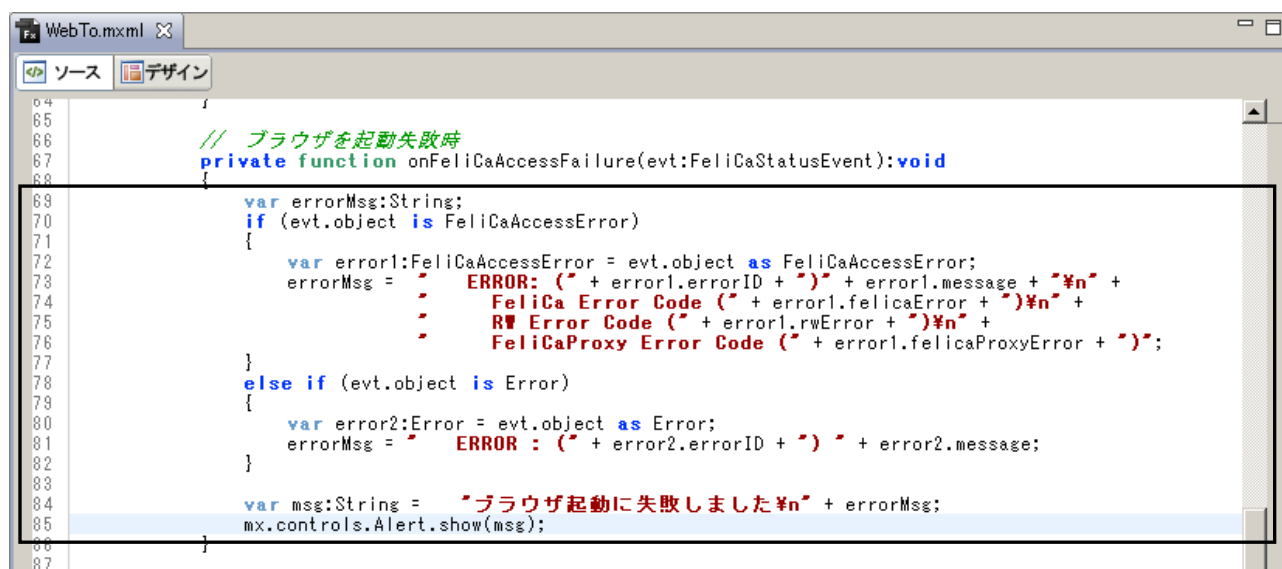 WebTo.mxml
ソース デザイン
64 }
65
66 // ブラウザを起動失敗時
67 private function onFeliCaAccessFailure(evt:FeliCaStatusEvent):void
68 {
69 var errorMsg:String;
70 if (evt.object is FeliCaAccessError)
71 {
72 var error1:FeliCaAccessError = evt.object as FeliCaAccessError;
73 errorMsg = "   ERROR: (" + error1.errorID + ")" + error1.message + "¥n" +
74 "     FeliCa Error Code (" + error1.felicaError + ")¥n" +
75 "     RW Error Code (" + error1.rwError + ")¥n" +
76 "     FeliCaProxy Error Code (" + error1.felicaProxyError + ")";
77 }
78 else if (evt.object is Error)
79 {
80 var error2:Error = evt.object as Error;
81 errorMsg = "   ERROR : (" + error2.errorID + ") " + error2.message;
82 }
83
84 var msg:String =   "ブラウザ起動に失敗しました¥n" + errorMsg;
85 mx.controls.Alert.show(msg);
86 }
87